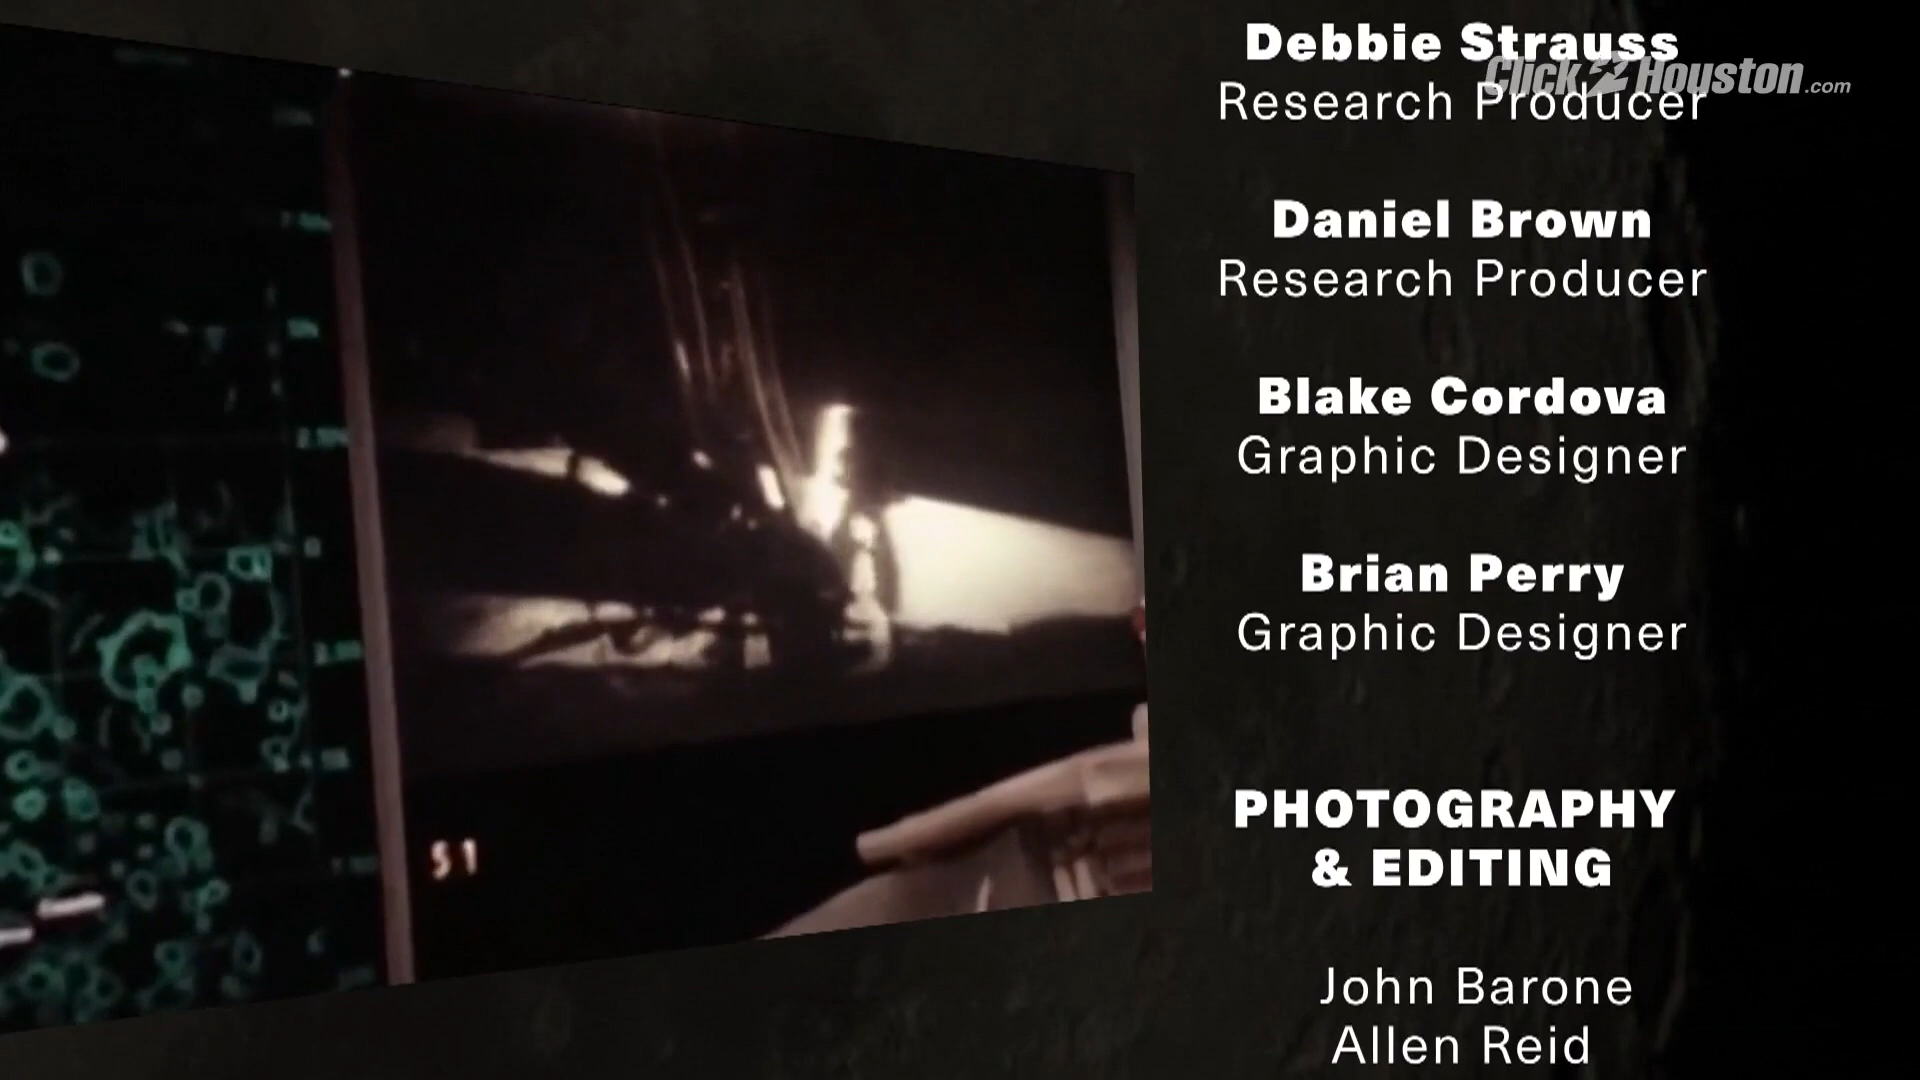 Debbie Strauss
Click2Houston.com
Research Producer
Daniel Brown
Research Producer
Blake Cordova
Graphic Designer
Brian Perry
Graphic Designer
PHOTOGRAPHY
& EDITING
John Barone
Allen Reid
51